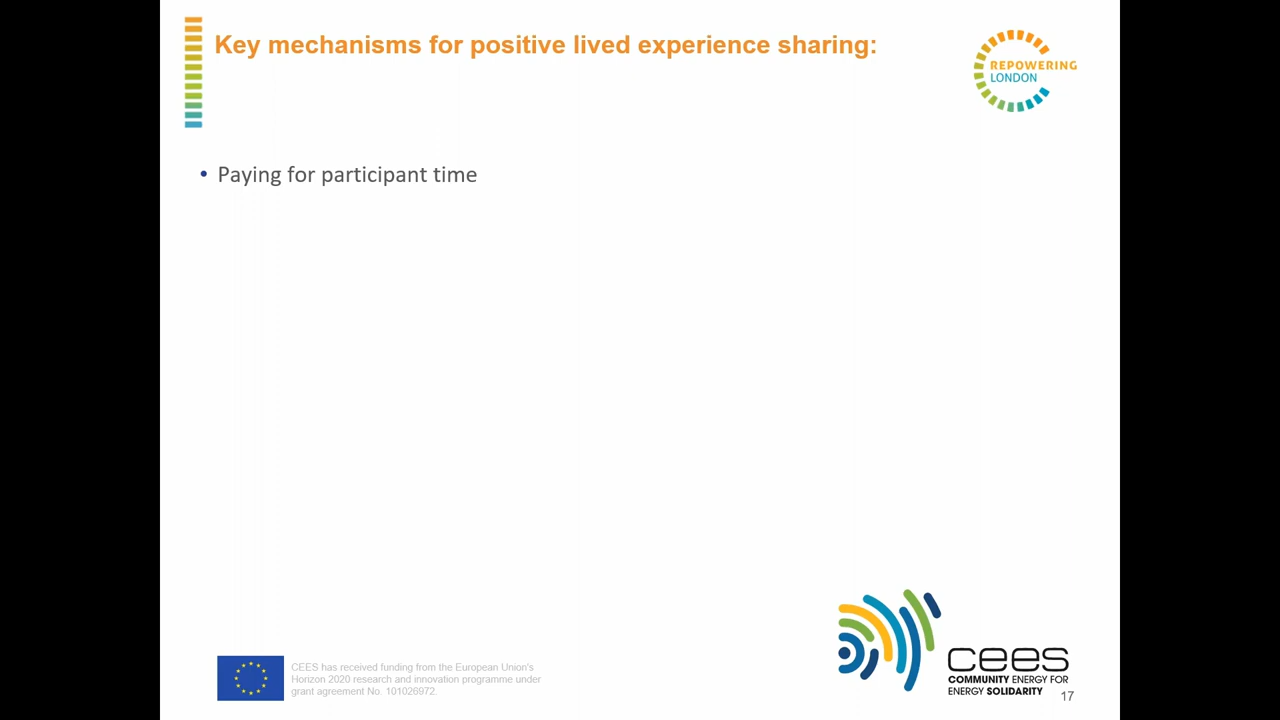 Key mechanisms for positive lived experience sharing:
REPOWERING
LONDON
• Paying for participant time
CEES has received funding from the European Union's
Horizon 2020 research and innovation programme under
grant agreement No. 101026972.
cees
COMMUNITY ENERGY FOR
ENERGY SOLIDARITY
17